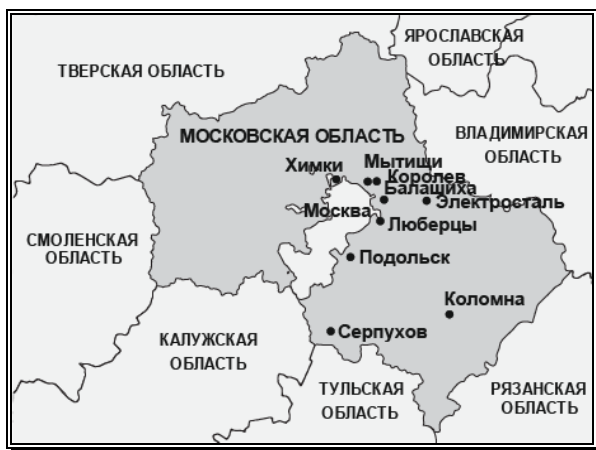 ЯРОСЛАВСКАЯ
ОБЛАСТЬ
ТВЕРСКАЯ ОБЛАСТЬ
МОСКОВСКАЯ ОБЛАСТЬ
ВЛАДИМИРСКАЯ
ОБЛАСТЬ
Химки
Мытищи
Королев
Балашиха
Электросталь
Москва
Люберцы
СМОЛЕНСКАЯ
ОБЛАСТЬ
Подольск
Коломна
Серпухов
КАЛУЖСКАЯ
ОБЛАСТЬ
ТУЛЬСКАЯ
ОБЛАСТЬ
РЯЗАНСКАЯ
ОБЛАСТЬ